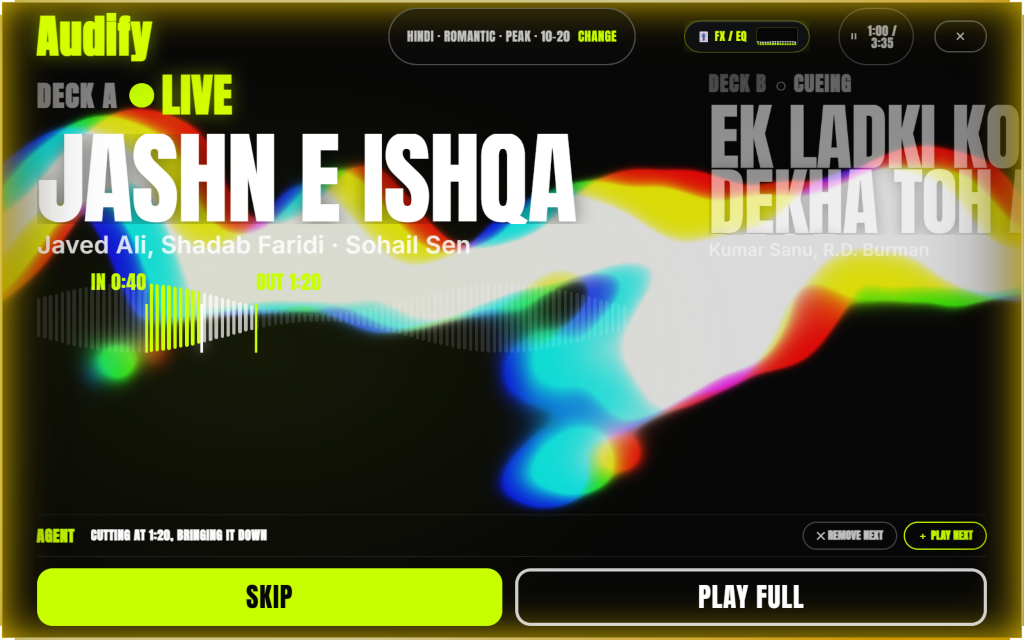 Audify
HINDI · ROMANTIC · PEAK · 10-20 CHANGE
FX / EQ
1:00 /
3:35
DECK A LIVE
JASHN E ISHQA
Javed Ali, Shadab Faridi · Sohail Sen
IN 0:40
OUT 1:20
DECK B CUEING
EK LADKI KO
DEKHA TOH
Kumar Sanu, R.D. Burman
AGENT CUTTING AT 1:20, BRINGING IT DOWN
REMOVE NEXT
+ PLAY NEXT
SKIP
PLAY FULL